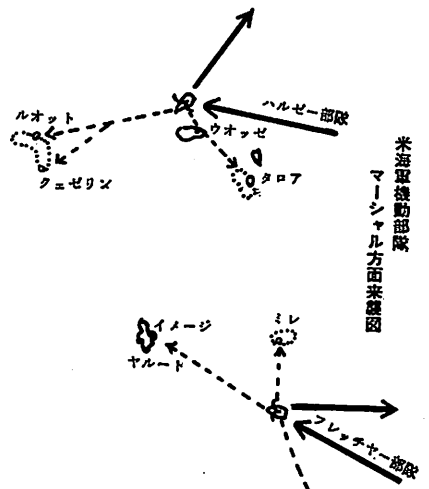 米海軍機動部隊
マーシャル方面来襲図
ハルゼー部隊
ルオット
ウオッゼ
クェゼリン
タロア
イメージ
ヤルート
ミレ
フレッチャー部隊